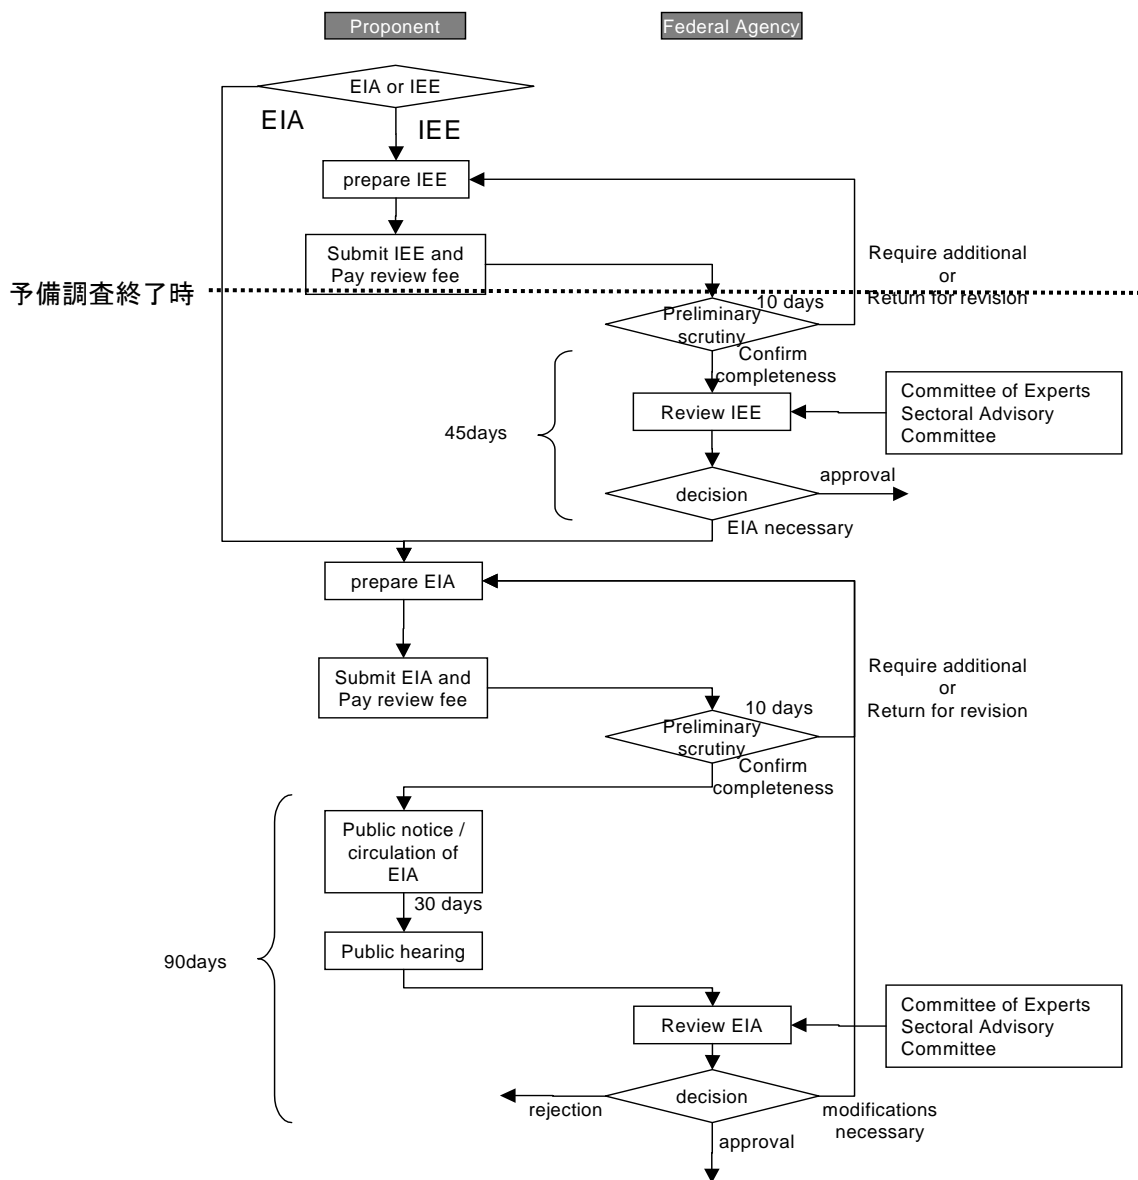 Proponent
Federal Agency
EIA or IEE
EIA
IEE
prepare IEE
Submit IEE and
Pay review fee
Require additional
or
Return for revision
予備調査終了時
10 days
Preliminary
scrutiny
Confirm
completeness
Review IEE
Committee of Experts
Sectoral Advisory
Committee
45days
decision
approval
EIA necessary
prepare EIA
Submit EIA and
Pay review fee
Require additional
or
Return for revision
10 days
Preliminary
scrutiny
Confirm
completeness
Public notice /
circulation of
EIA
30 days
Public hearing
90days
Review EIA
Committee of Experts
Sectoral Advisory
Committee
decision
rejection
modifications
necessary
approval